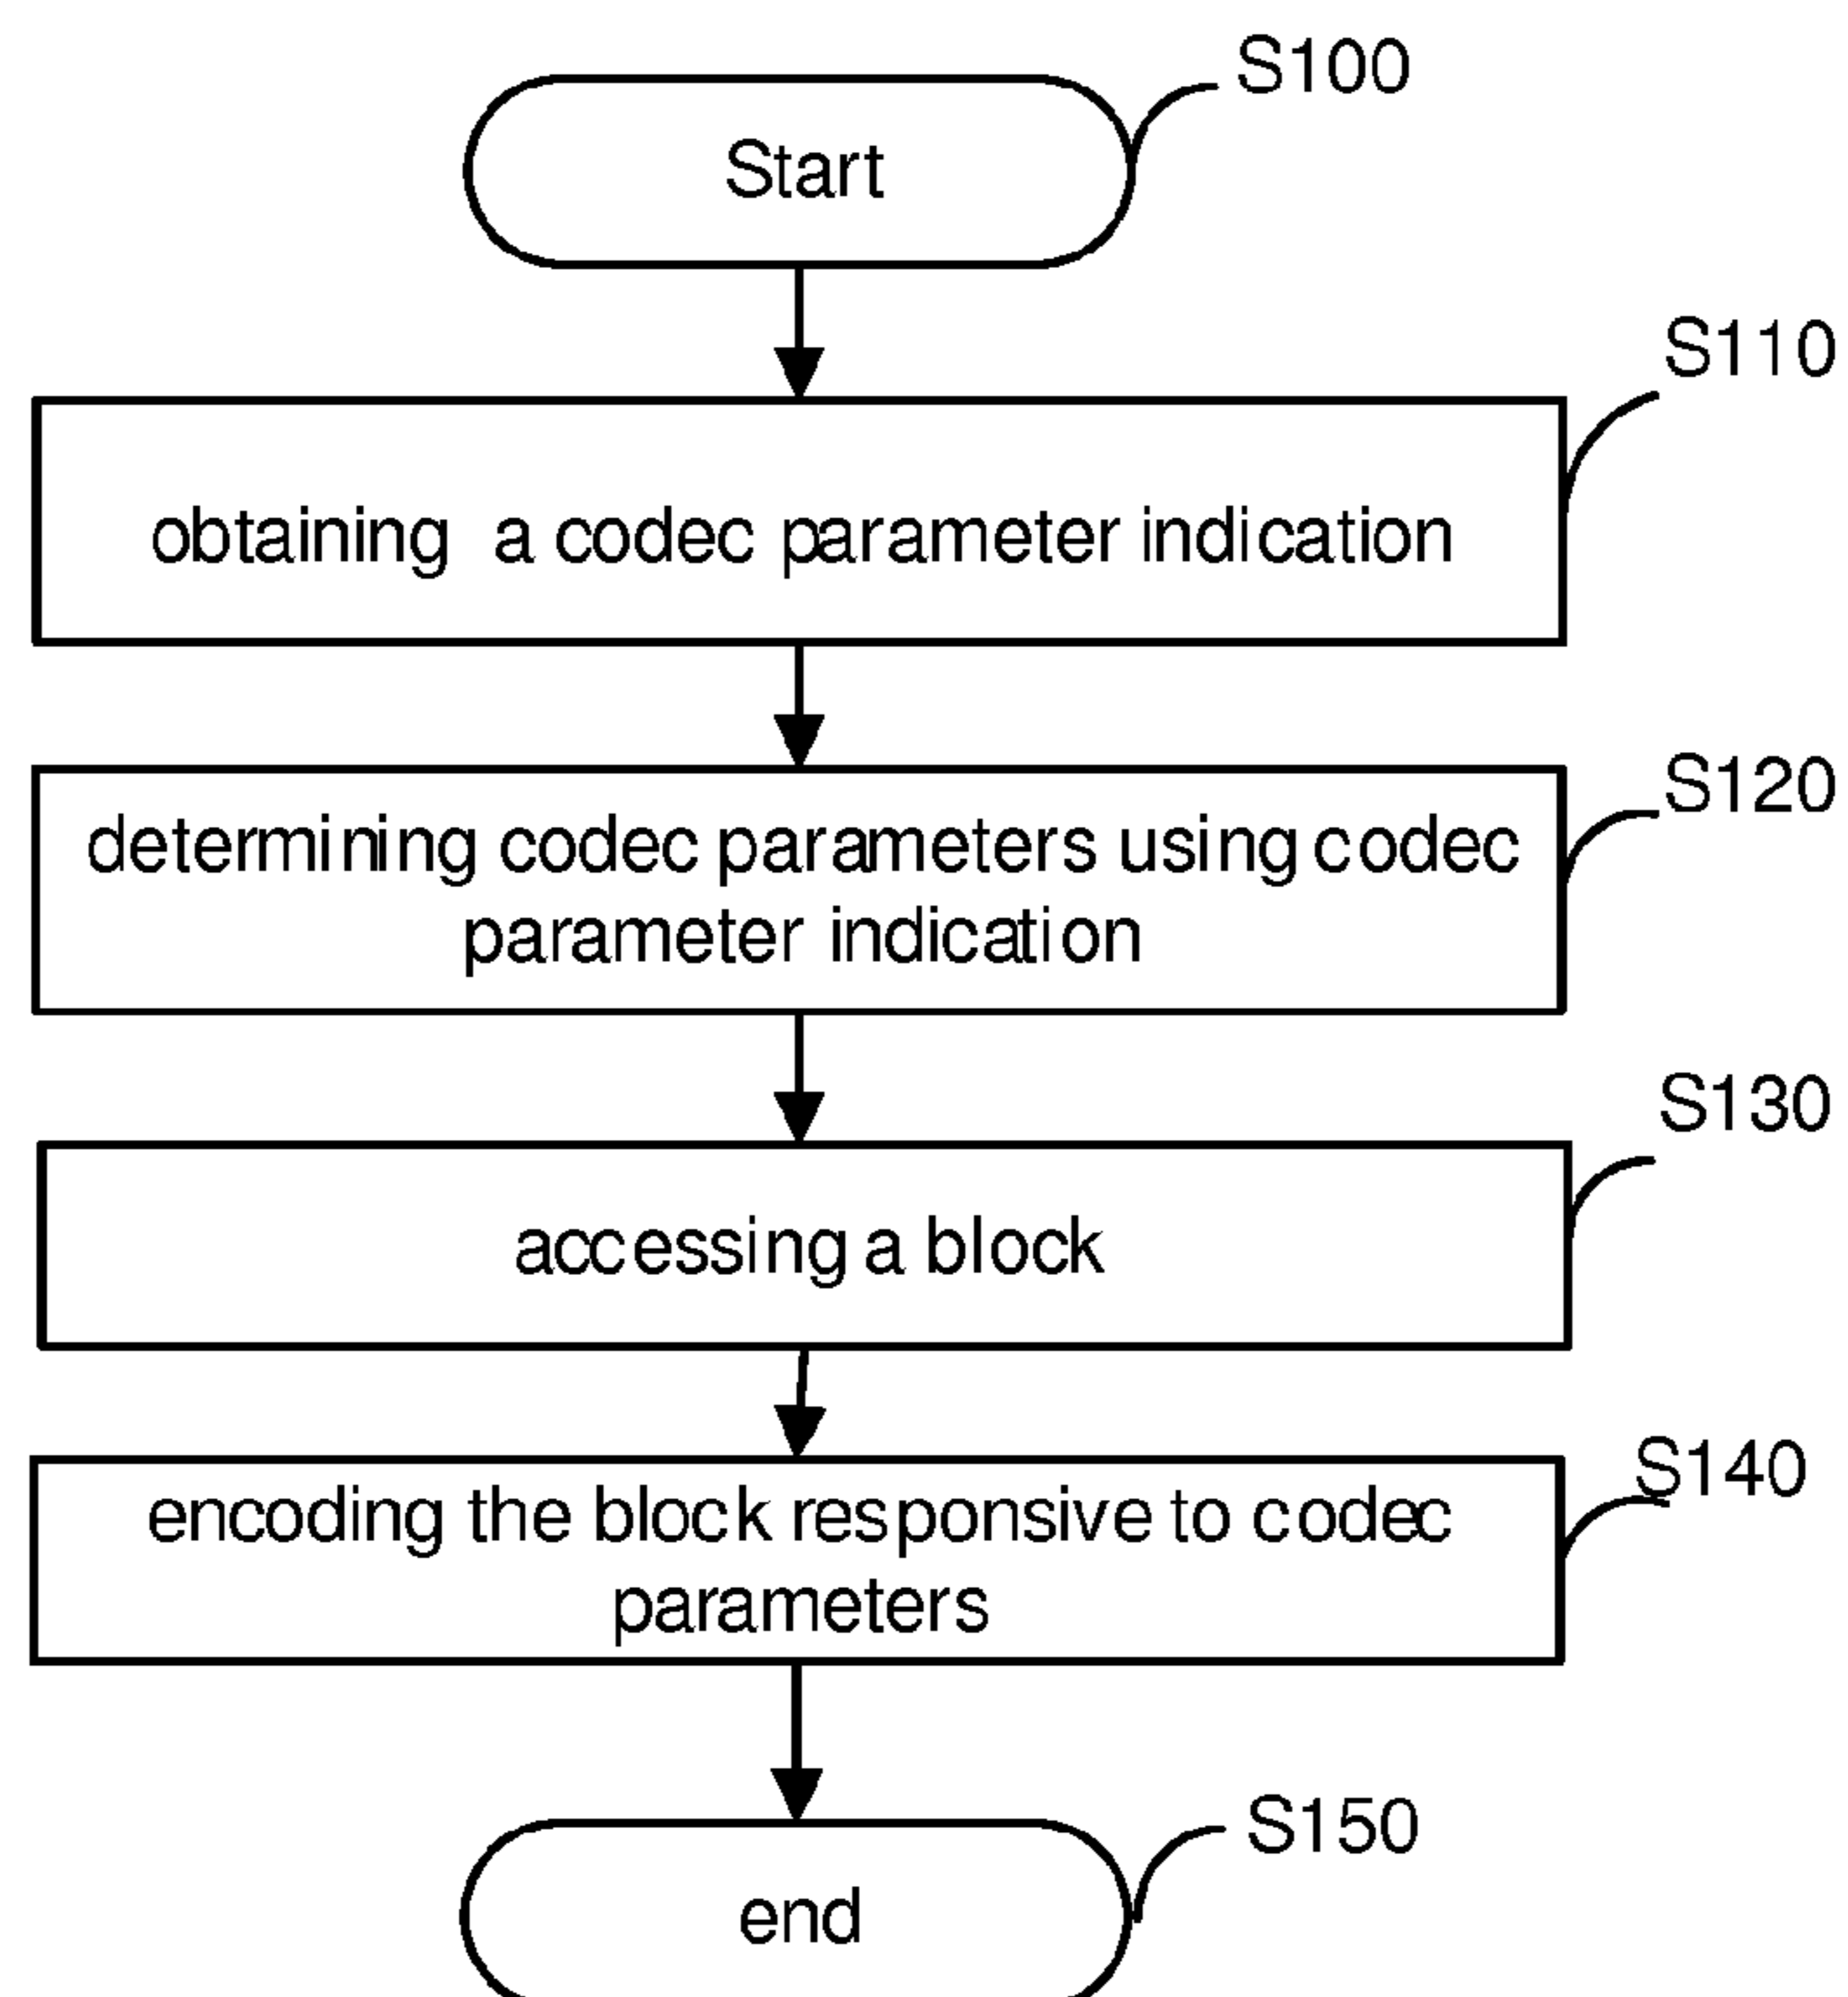 S100
Start
S110
obtaining a codec parameter indication
S120
determining codec parameters using codec
parameter indication
S130
accessing a block
S140
encoding the block responsive to codec
parameters
S150
end